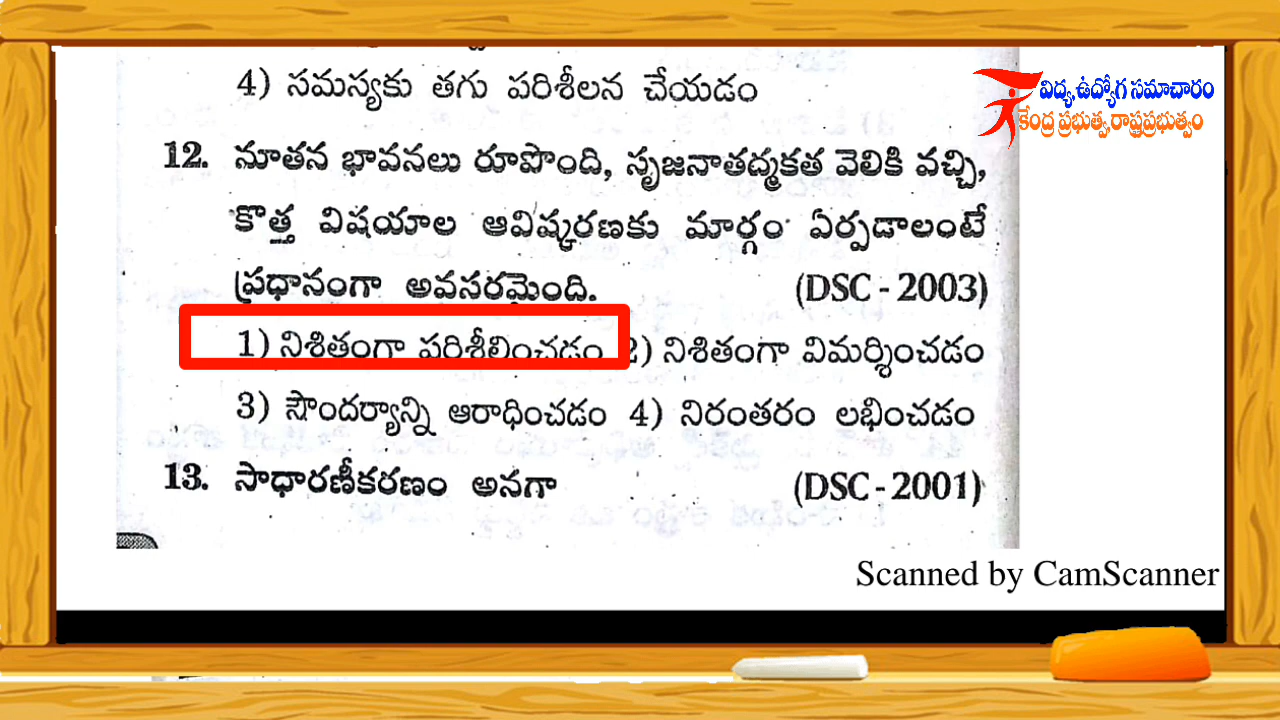 4) సమస్యకు తగు పరిశీలన చేయడం
విద్య,ఉద్యోగ సమాచారం
కేంద్ర ప్రభుత్వ,రాష్ట్రప్రభుత్వం
12. నూతన భావనలు రూపొంది, సృజనాతద్మకత వెలికి వచ్చి,
కొత్త విషయాల ఆవిష్కరణకు మార్గం ఏర్పడాలంటే
ప్రధానంగా అవసరమైంది. (DSC - 2003)
1) నిశితంగా పరిశీలించడం 2) నిశితంగా విమర్శించడం
3) సౌందర్యాన్ని ఆరాధించడం 4) నిరంతరం లభించడం
13. సాధారణీకరణం అనగా (DSC - 2001)
Scanned by CamScanner